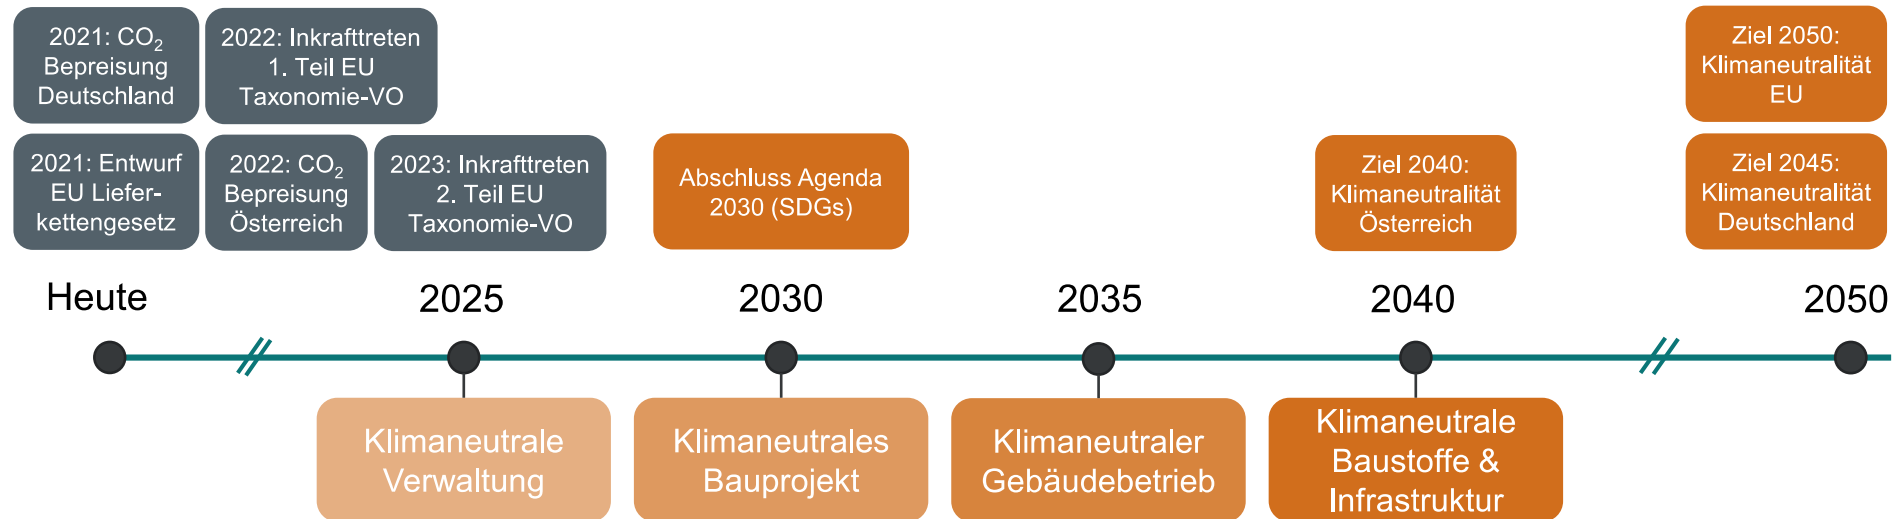 2021: CO₂
Bepreisung
Deutschland
2022: Inkrafttreten
1. Teil EU
Taxonomie-VO
Ziel 2050:
Klimaneutralität
EU
2021: Entwurf
EU Liefer-
kettengesetz
2022: CO₂
Bepreisung
Österreich
2023: Inkrafttreten
2. Teil EU
Taxonomie-VO
Abschluss Agenda
2030 (SDGs)
Ziel 2040:
Klimaneutralität
Österreich
Ziel 2045:
Klimaneutralität
Deutschland
Heute
2025
2030
2035
2040
2050
Klimaneutrale
Verwaltung
Klimaneutrales
Bauprojekt
Klimaneutraler
Gebäudebetrieb
Klimaneutrale
Baustoffe &
Infrastruktur